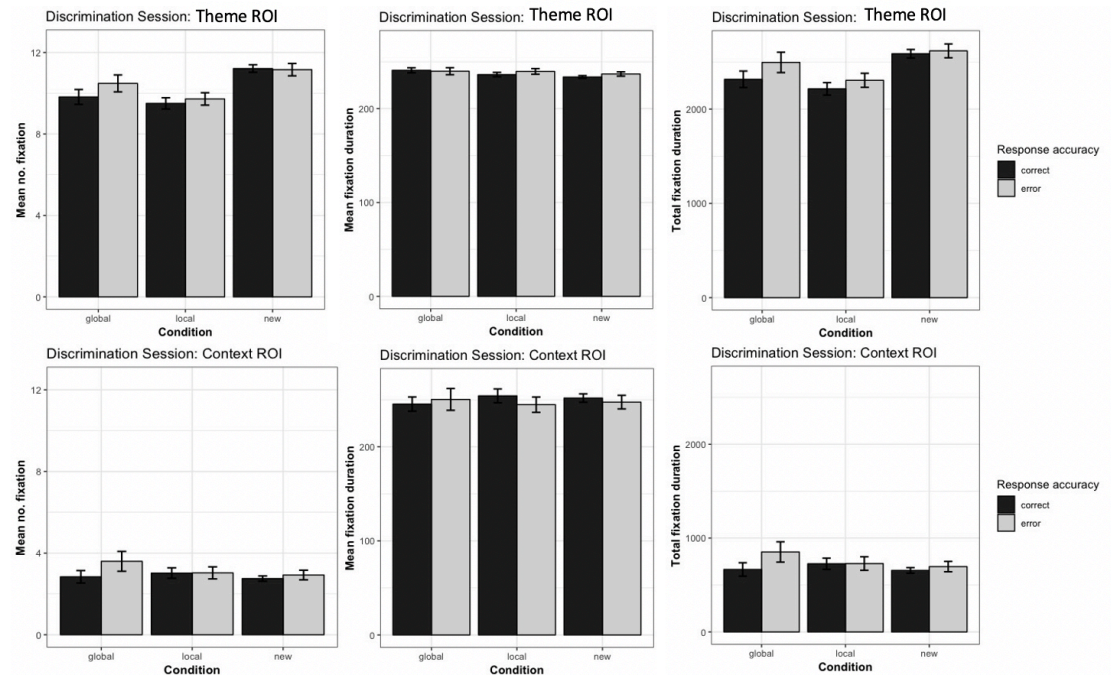 Discrimination Session: Theme ROI
Mean no. fixation
12
8
4
0
global local new
Condition
Discrimination Session: Theme ROI
Mean fixation duration
200
100
0
global local new
Condition
Discrimination Session: Theme ROI
Total fixation duration
2000
1000
0
global local new
Condition
Response accuracy
correct
error
Discrimination Session: Context ROI
Mean no. fixation
12
8
4
0
global local new
Condition
Discrimination Session: Context ROI
Mean fixation duration
200
100
0
global local new
Condition
Discrimination Session: Context ROI
Total fixation duration
2000
1000
0
global local new
Condition
Response accuracy
correct
error